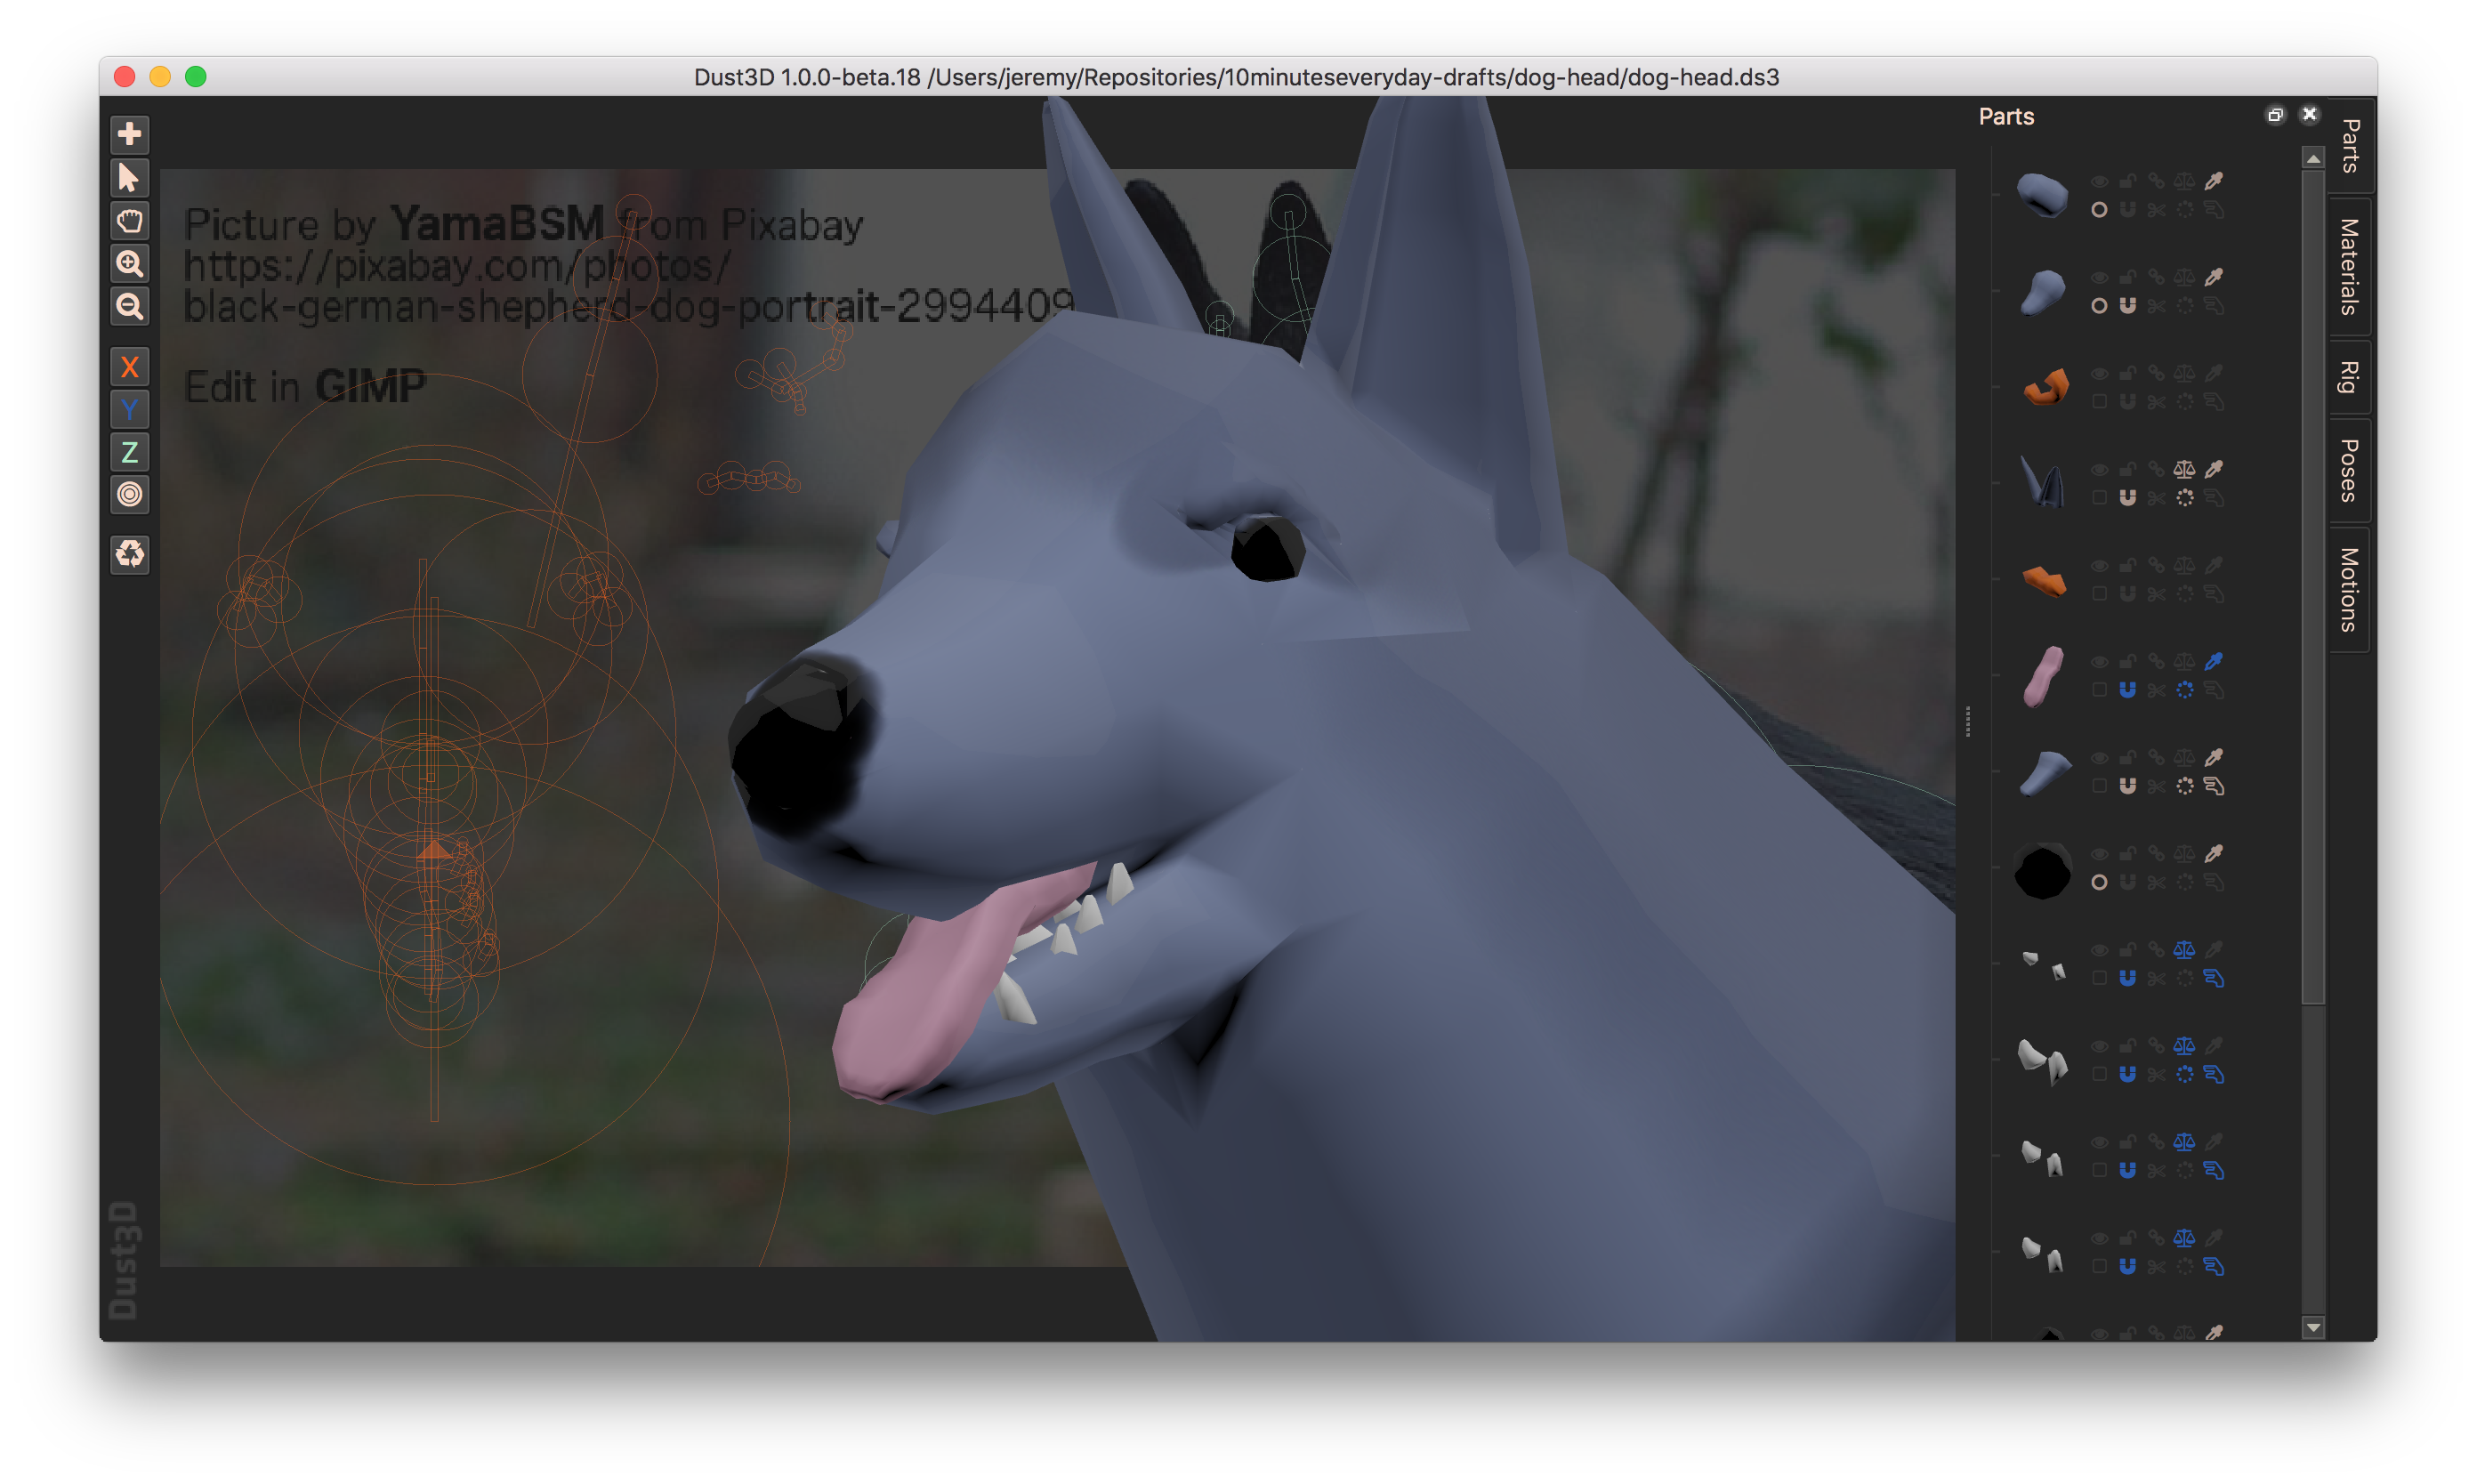 Dust3D 1.0.0-beta.18 /Users/jeremy/Repositories/10minuteseveryday-drafts/dog-head/dog-head.ds3
Parts
Picture by YamaBSM from Pixabay
https://pixabay.com/photos/
black-german-shepherd-dog-portrait-2994409
Edit in GIMP
X
Y
Z
Dust3D
Parts
Materials
Rig
Poses
Motions